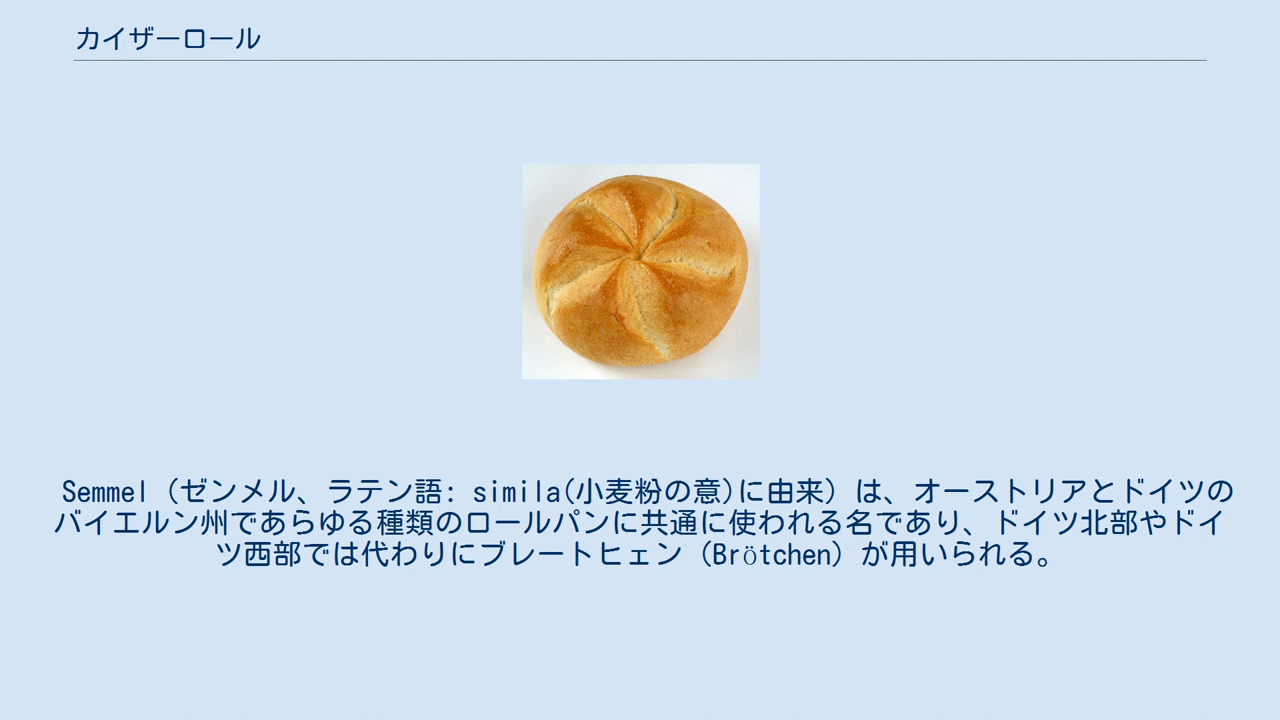 カイザーロール
Semmel（ゼンメル、ラテン語: simila(小麦粉の意)に由来）は、オーストリアとドイツの
バイエルン州であらゆる種類のロールパンに共通に使われる名であり、ドイツ北部やドイ
ツ西部では代わりにブレートヒェン（Brötchen）が用いられる。